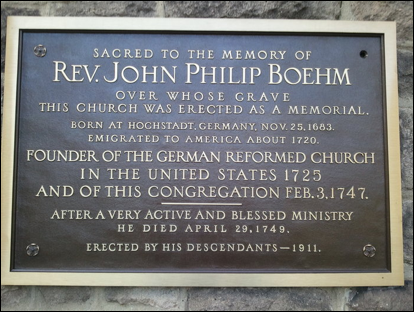 SACRED TO THE MEMORY OF
REV. JOHN PHILIP BOEHM
OVER WHOSE GRAVE
THIS CHURCH WAS ERECTED AS A MEMORIAL.
BORN AT HOCHSTADT, GERMANY, NOV. 25, 1683.
EMIGRATED TO AMERICA ABOUT 1720.
FOUNDER OF THE GERMAN REFORMED CHURCH
IN THE UNITED STATES 1725
AND OF THIS CONGREGATION FEB. 3, 1747.
AFTER A VERY ACTIVE AND BLESSED MINISTRY
HE DIED APRIL 29, 1749.
ERECTED BY HIS DESCENDANTS—1911.